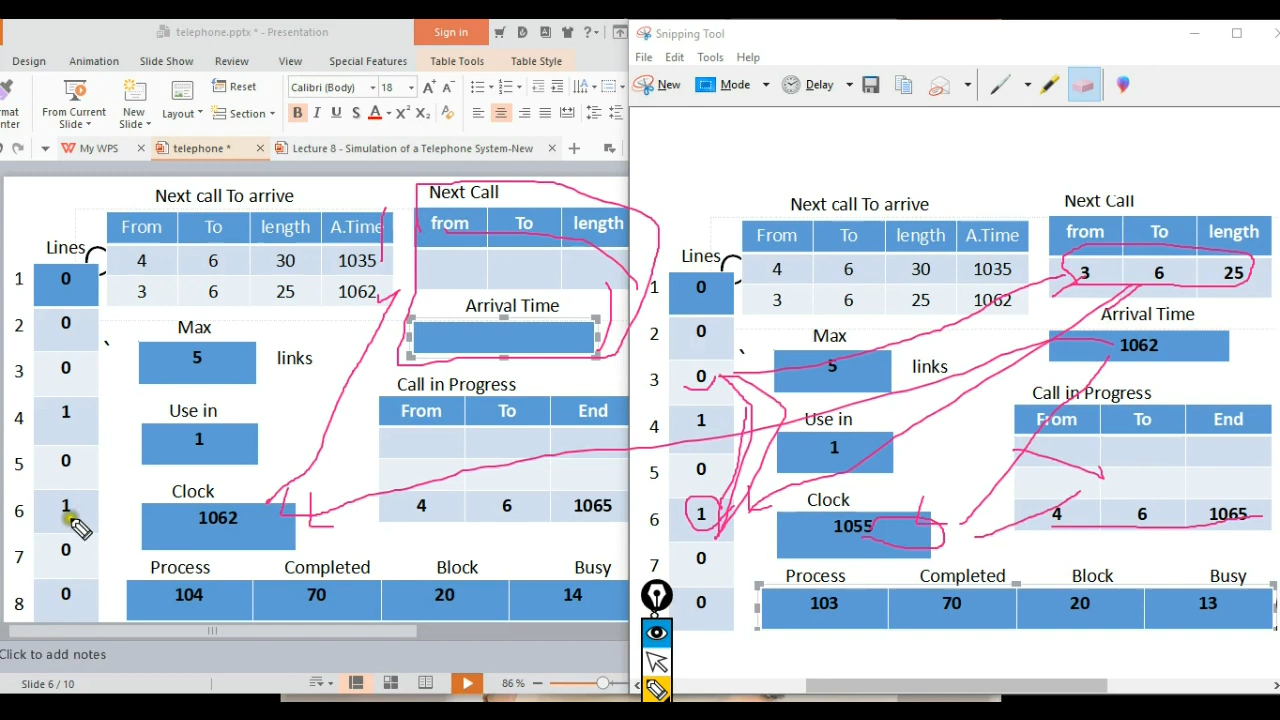 telephone.pptx * - Presentation
Sign in
Snipping Tool
Design Animation Slide Show Review View Special Features Table Tools Table Style
File Edit Tools Help
Reset
Calibri (Body) 18
New Mode Delay
From Current Slide
New Slide
Layout
Section
B I U S A
My WPS telephone * Lecture 8 - Simulation of a Telephone System-New
Next call To arrive
From To length A.Time
4 6 30 1035
3 6 25 1062
Next Call
from To length
Arrival Time
Lines
1 0
2 0
3 0
4 1
5 0
6 1
7 0
8 0
Max
5 links
Use in
1
Clock
1062
Call in Progress
From To End
4 6 1065
Process Completed Block Busy
104 70 20 14
Next call To arrive
From To length A.Time
4 6 30 1035
3 6 25 1062
Next Call
from To length
3 6 25
Arrival Time
1062
Lines
1 0
2 0
3 0
4 1
5 0
6 1
7 0
8 0
Max
5 links
Use in
1
Clock
1055
Call in Progress
From To End
4 6 1065
Process Completed Block Busy
103 70 20 13
Click to add notes
Slide 6 / 10
86 %